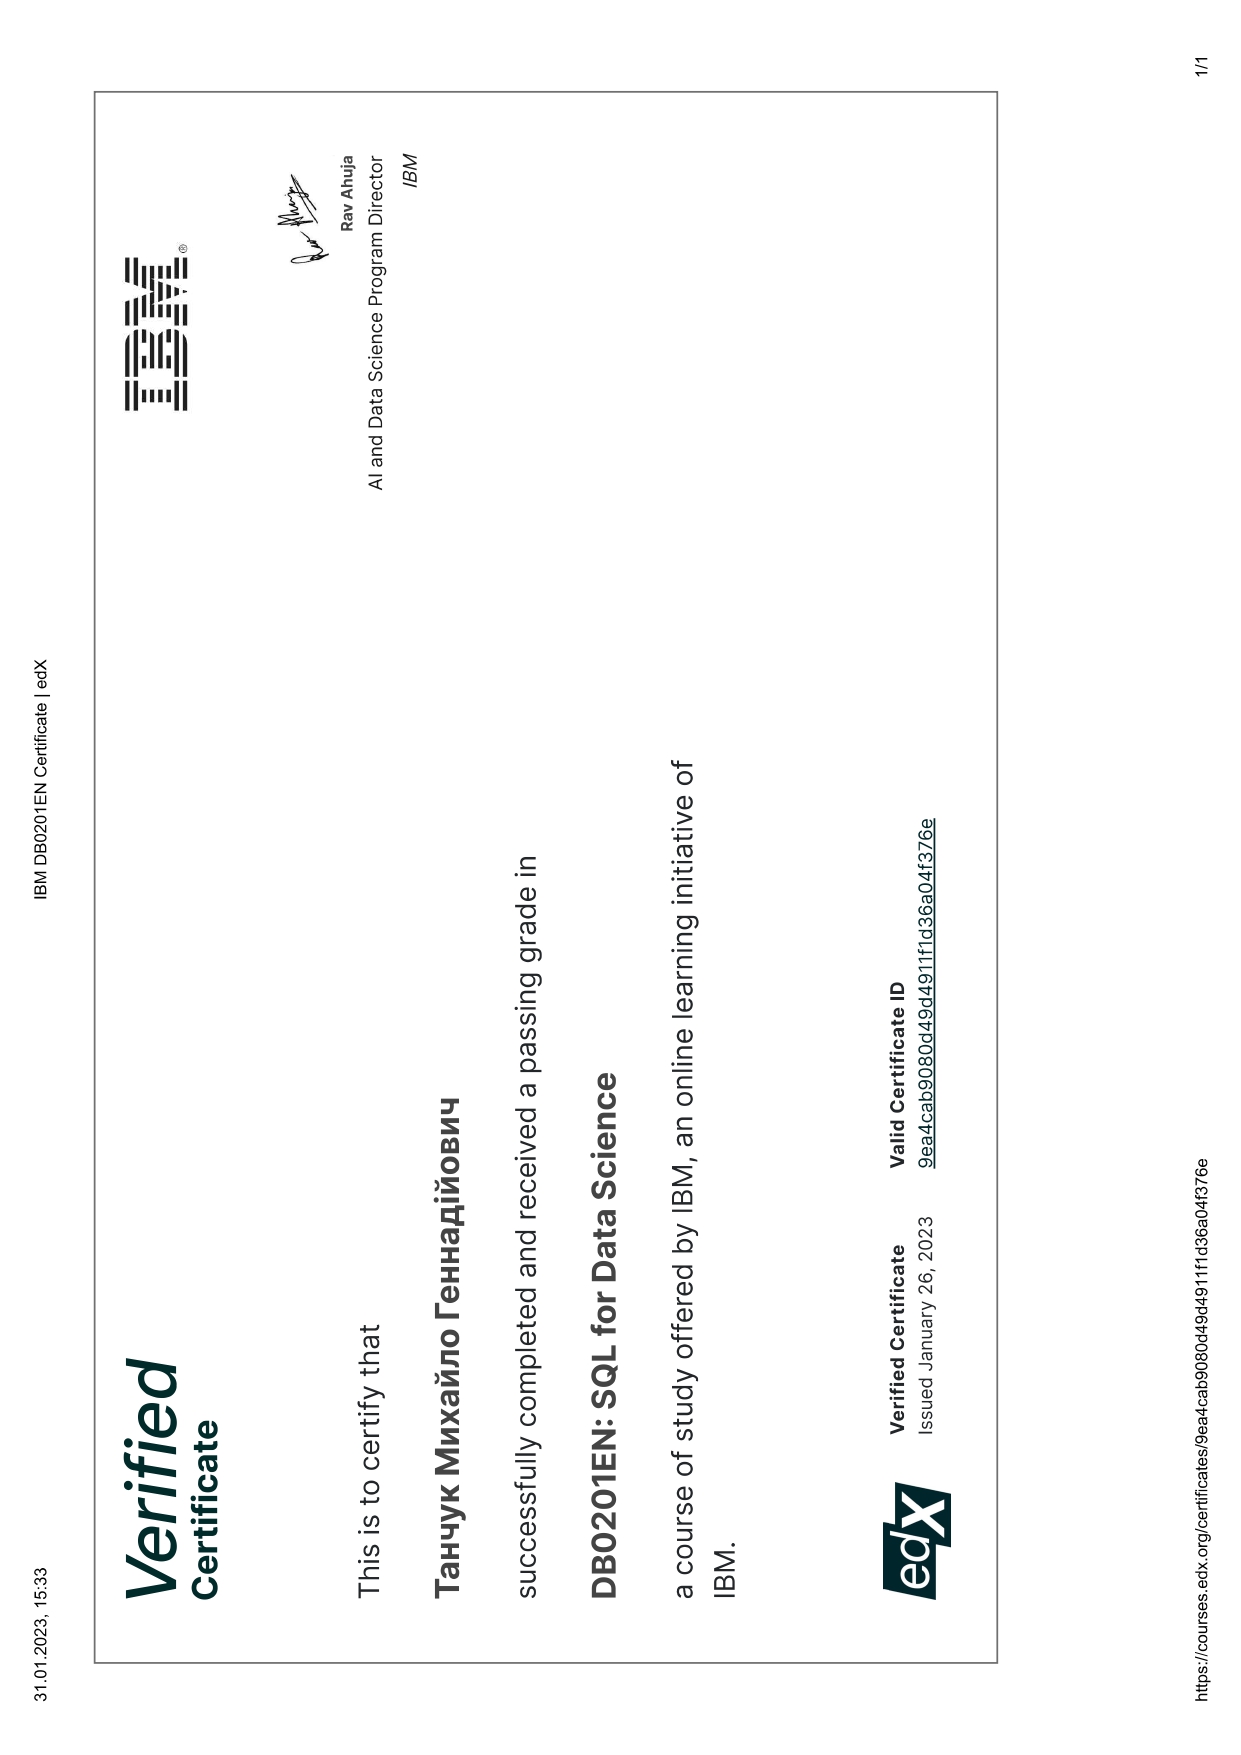 31.01.2023, 15:33
IBM DB0201EN Certificate | edX
Verified
Certificate
IBM®
Rav Ahuja
Rav Ahuja
AI and Data Science Program Director
IBM
This is to certify that
Танчук Михайло Геннадійович
successfully completed and received a passing grade in
DB0201EN: SQL for Data Science
a course of study offered by IBM, an online learning initiative of
IBM.
edX
Verified Certificate
Issued January 26, 2023
Valid Certificate ID
9ea4cab9080d49d4911f1d36a04f376e
https://courses.edx.org/certificates/9ea4cab9080d49d4911f1d36a04f376e
1/1